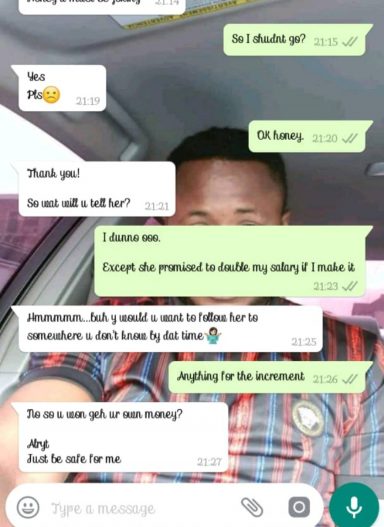 21:14
So I shudnt go? 21:15
Yes
Pls☹️
21:19
OK honey. 21:20
Thank you!
So wat will u tell her? 21:21
I dunno ooo.
Except she promised to double my salary if I make it
21:23
Hmmmmm...buh y would u want to follow her to
somewhere u don't know by dat time🤷🏻‍♂️ 21:25
Anything for the increment 21:26
No so u won geh ur own money?
Alryt
Just be safe for me 21:27
Type a message